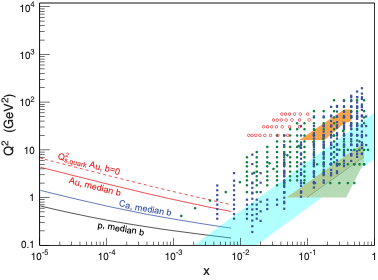 10⁴
10³
10²
10
1
0.1
Q² (GeV²)
Q²s,quark Au, b=0
Au, median b
Ca, median b
p, median b
10⁻⁵ 10⁻⁴ 10⁻³ 10⁻² 10⁻¹ 1
x